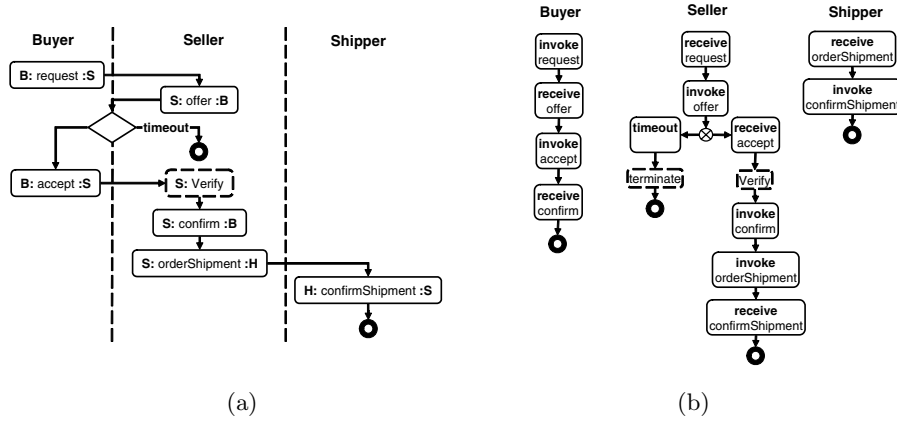 Buyer
Seller
Shipper
B: request :S
S: offer :B
timeout
B: accept :S
S: Verify
S: confirm :B
S: orderShipment :H
H: confirmShipment :S
(a)
Buyer
invoke
request
receive
offer
invoke
accept
receive
confirm
Seller
receive
request
invoke
offer
timeout
terminate
receive
accept
Verify
invoke
confirm
invoke
orderShipment
receive
confirmShipment
Shipper
receive
orderShipment
invoke
confirmShipment
(b)